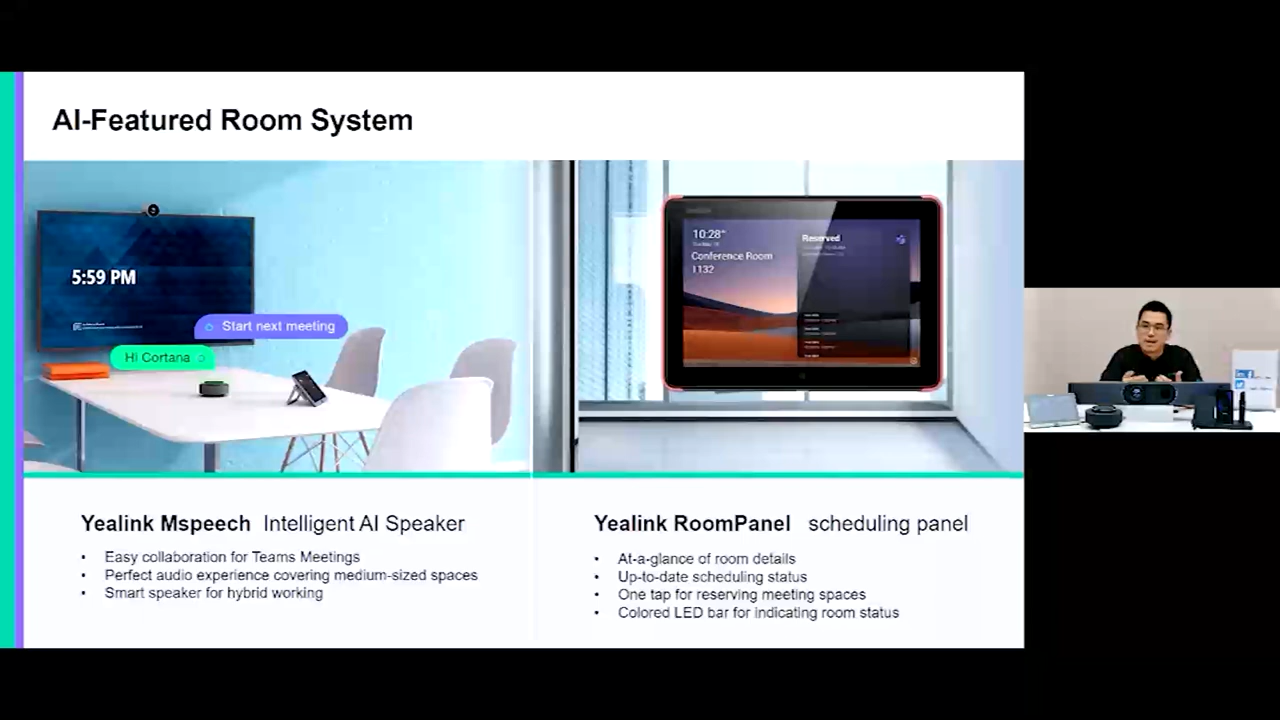 AI-Featured Room System
5:59 PM
Start next meeting
Hi Cortana
10:28
Conference Room
1132
Reserved
Yealink Mspeech Intelligent AI Speaker
• Easy collaboration for Teams Meetings
• Perfect audio experience covering medium-sized spaces
• Smart speaker for hybrid working
Yealink RoomPanel scheduling panel
• At-a-glance of room details
• Up-to-date scheduling status
• One tap for reserving meeting spaces
• Colored LED bar for indicating room status